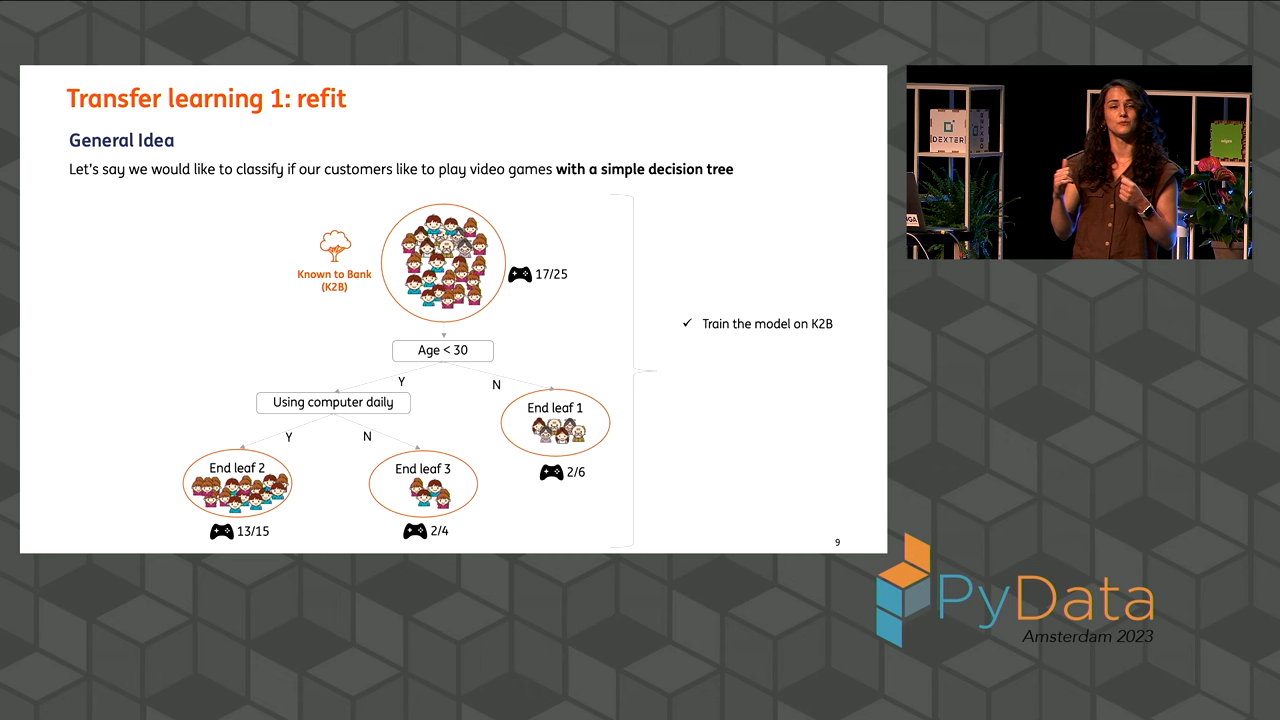 Transfer learning 1: refit
General Idea
Let's say we would like to classify if our customers like to play video games with a simple decision tree
Known to Bank
(K2B)
17/25
Age < 30
Y
N
Using computer daily
End leaf 1
Y
N
2/6
End leaf 2
End leaf 3
13/15
2/4
✓ Train the model on K2B
9
DEXTER
PyData
Amsterdam 2023